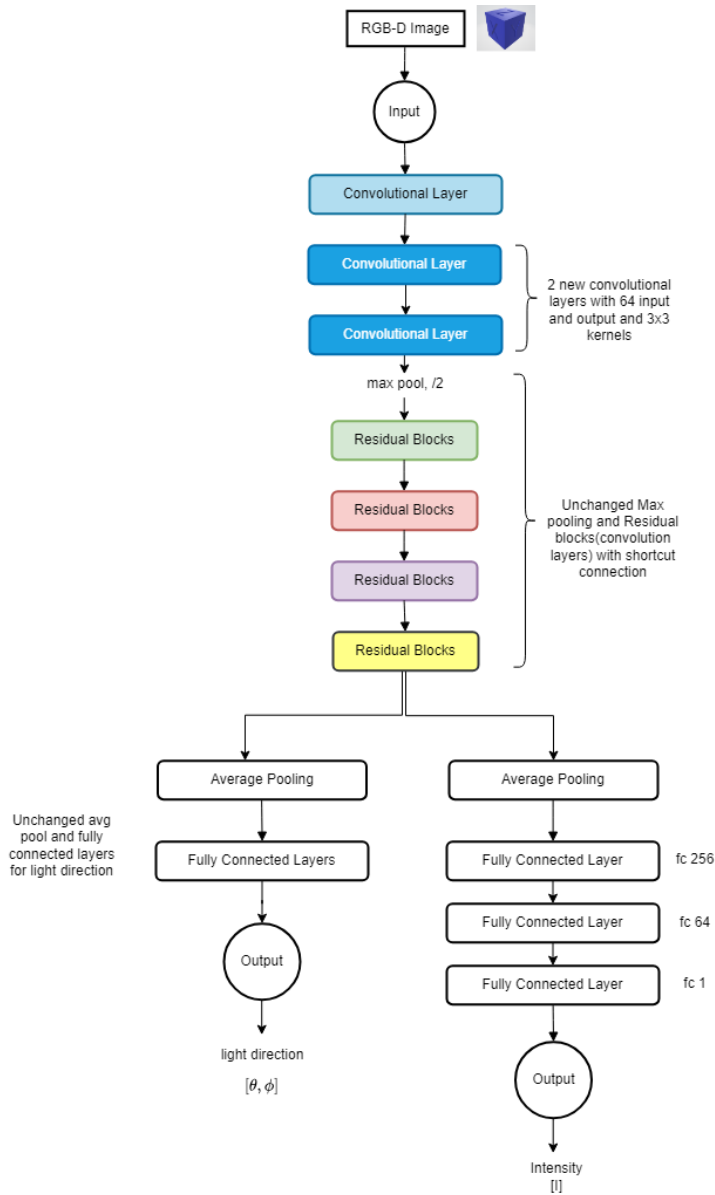 RGB-D Image
Input
Convolutional Layer
Convolutional Layer
Convolutional Layer
2 new convolutional
layers with 64 input
and output and 3x3
kernels
max pool, /2
Residual Blocks
Residual Blocks
Residual Blocks
Residual Blocks
Unchanged Max
pooling and Residual
blocks(convolution
layers) with shortcut
connection
Average Pooling
Average Pooling
Unchanged avg
pool and fully
connected layers
for light direction
Fully Connected Layers
Fully Connected Layer
fc 256
Fully Connected Layer
fc 64
Fully Connected Layer
fc 1
Output
light direction
[θ, ϕ]
Output
Intensity
[I]